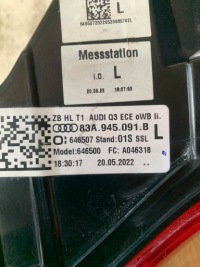 L
Messstation
I.O. L
ZB HL T1 AUDI Q3 ECE oWB li.
83A.945.091.B L
646507 Stand:01S SSL
Model:646500 FC: A046318
18:30:17 20.05.2022